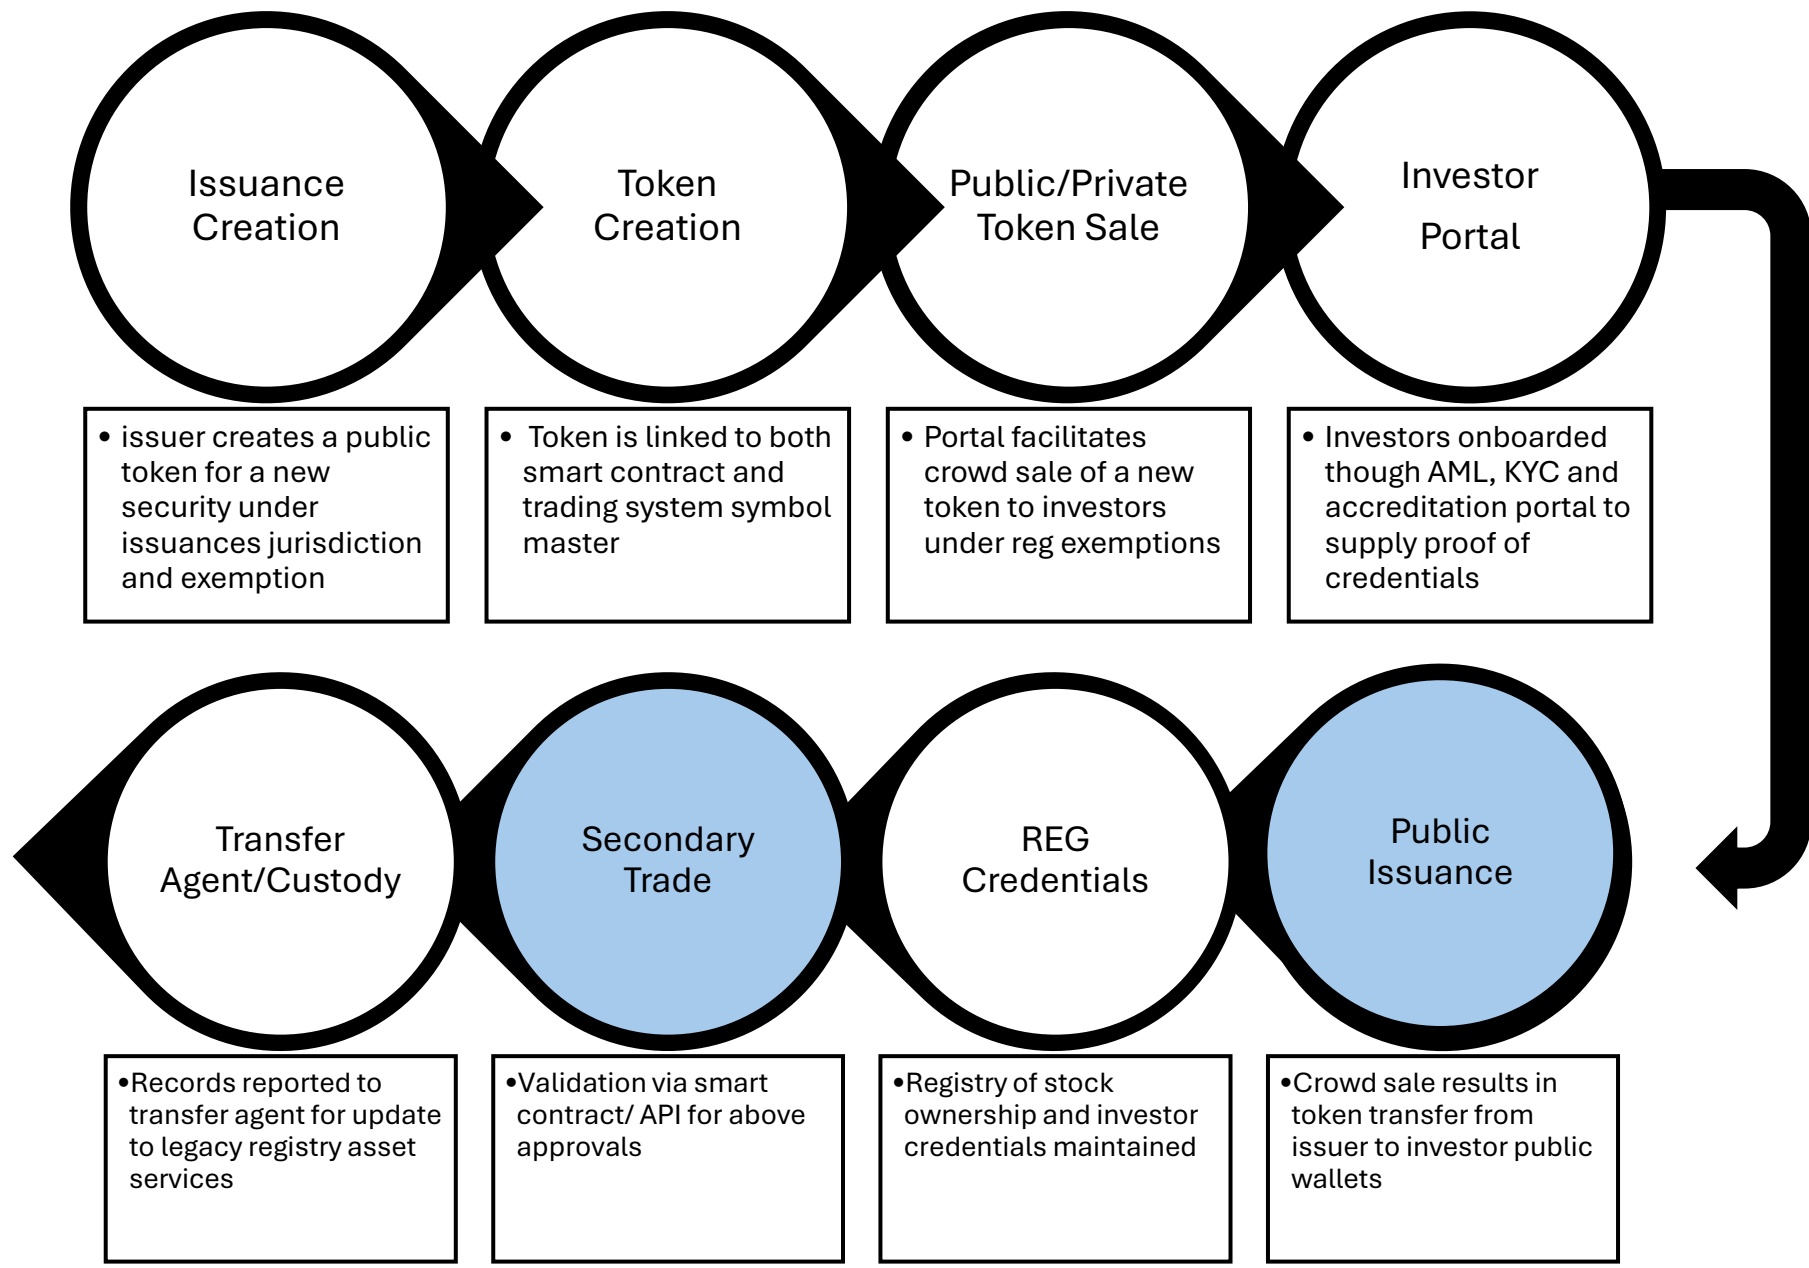 Issuance
Creation
Token
Creation
Public/Private
Token Sale
Investor
Portal
• issuer creates a public
token for a new
security under
issuances jurisdiction
and exemption
• Token is linked to both
smart contract and
trading system symbol
master
• Portal facilitates
crowd sale of a new
token to investors
under reg exemptions
• Investors onboarded
though AML, KYC and
accreditation portal to
supply proof of
credentials
Transfer
Agent/Custody
Secondary
Trade
REG
Credentials
Public
Issuance
•Records reported to
transfer agent for update
to legacy registry asset
services
•Validation via smart
contract/ API for above
approvals
•Registry of stock
ownership and investor
credentials maintained
•Crowd sale results in
token transfer from
issuer to investor public
wallets